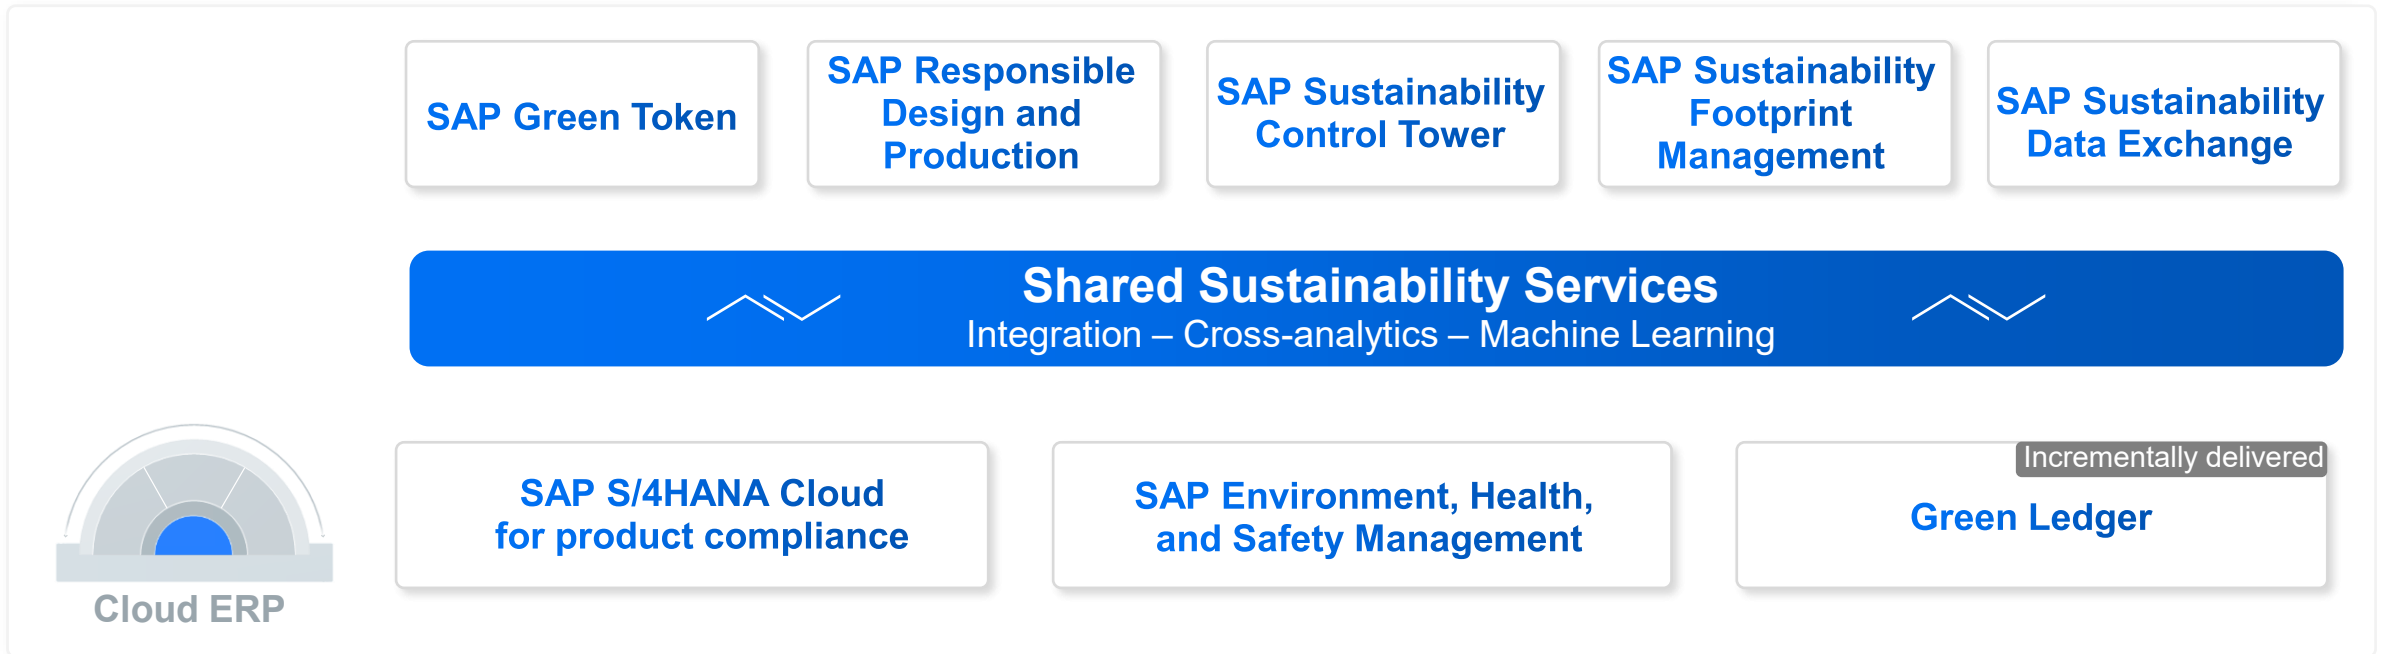 SAP Green Token
SAP Responsible
Design and
Production
SAP Sustainability
Control Tower
SAP Sustainability
Footprint
Management
SAP Sustainability
Data Exchange
Shared Sustainability Services
Integration – Cross-analytics – Machine Learning
Cloud ERP
SAP S/4HANA Cloud
for product compliance
SAP Environment, Health,
and Safety Management
Incrementally delivered
Green Ledger